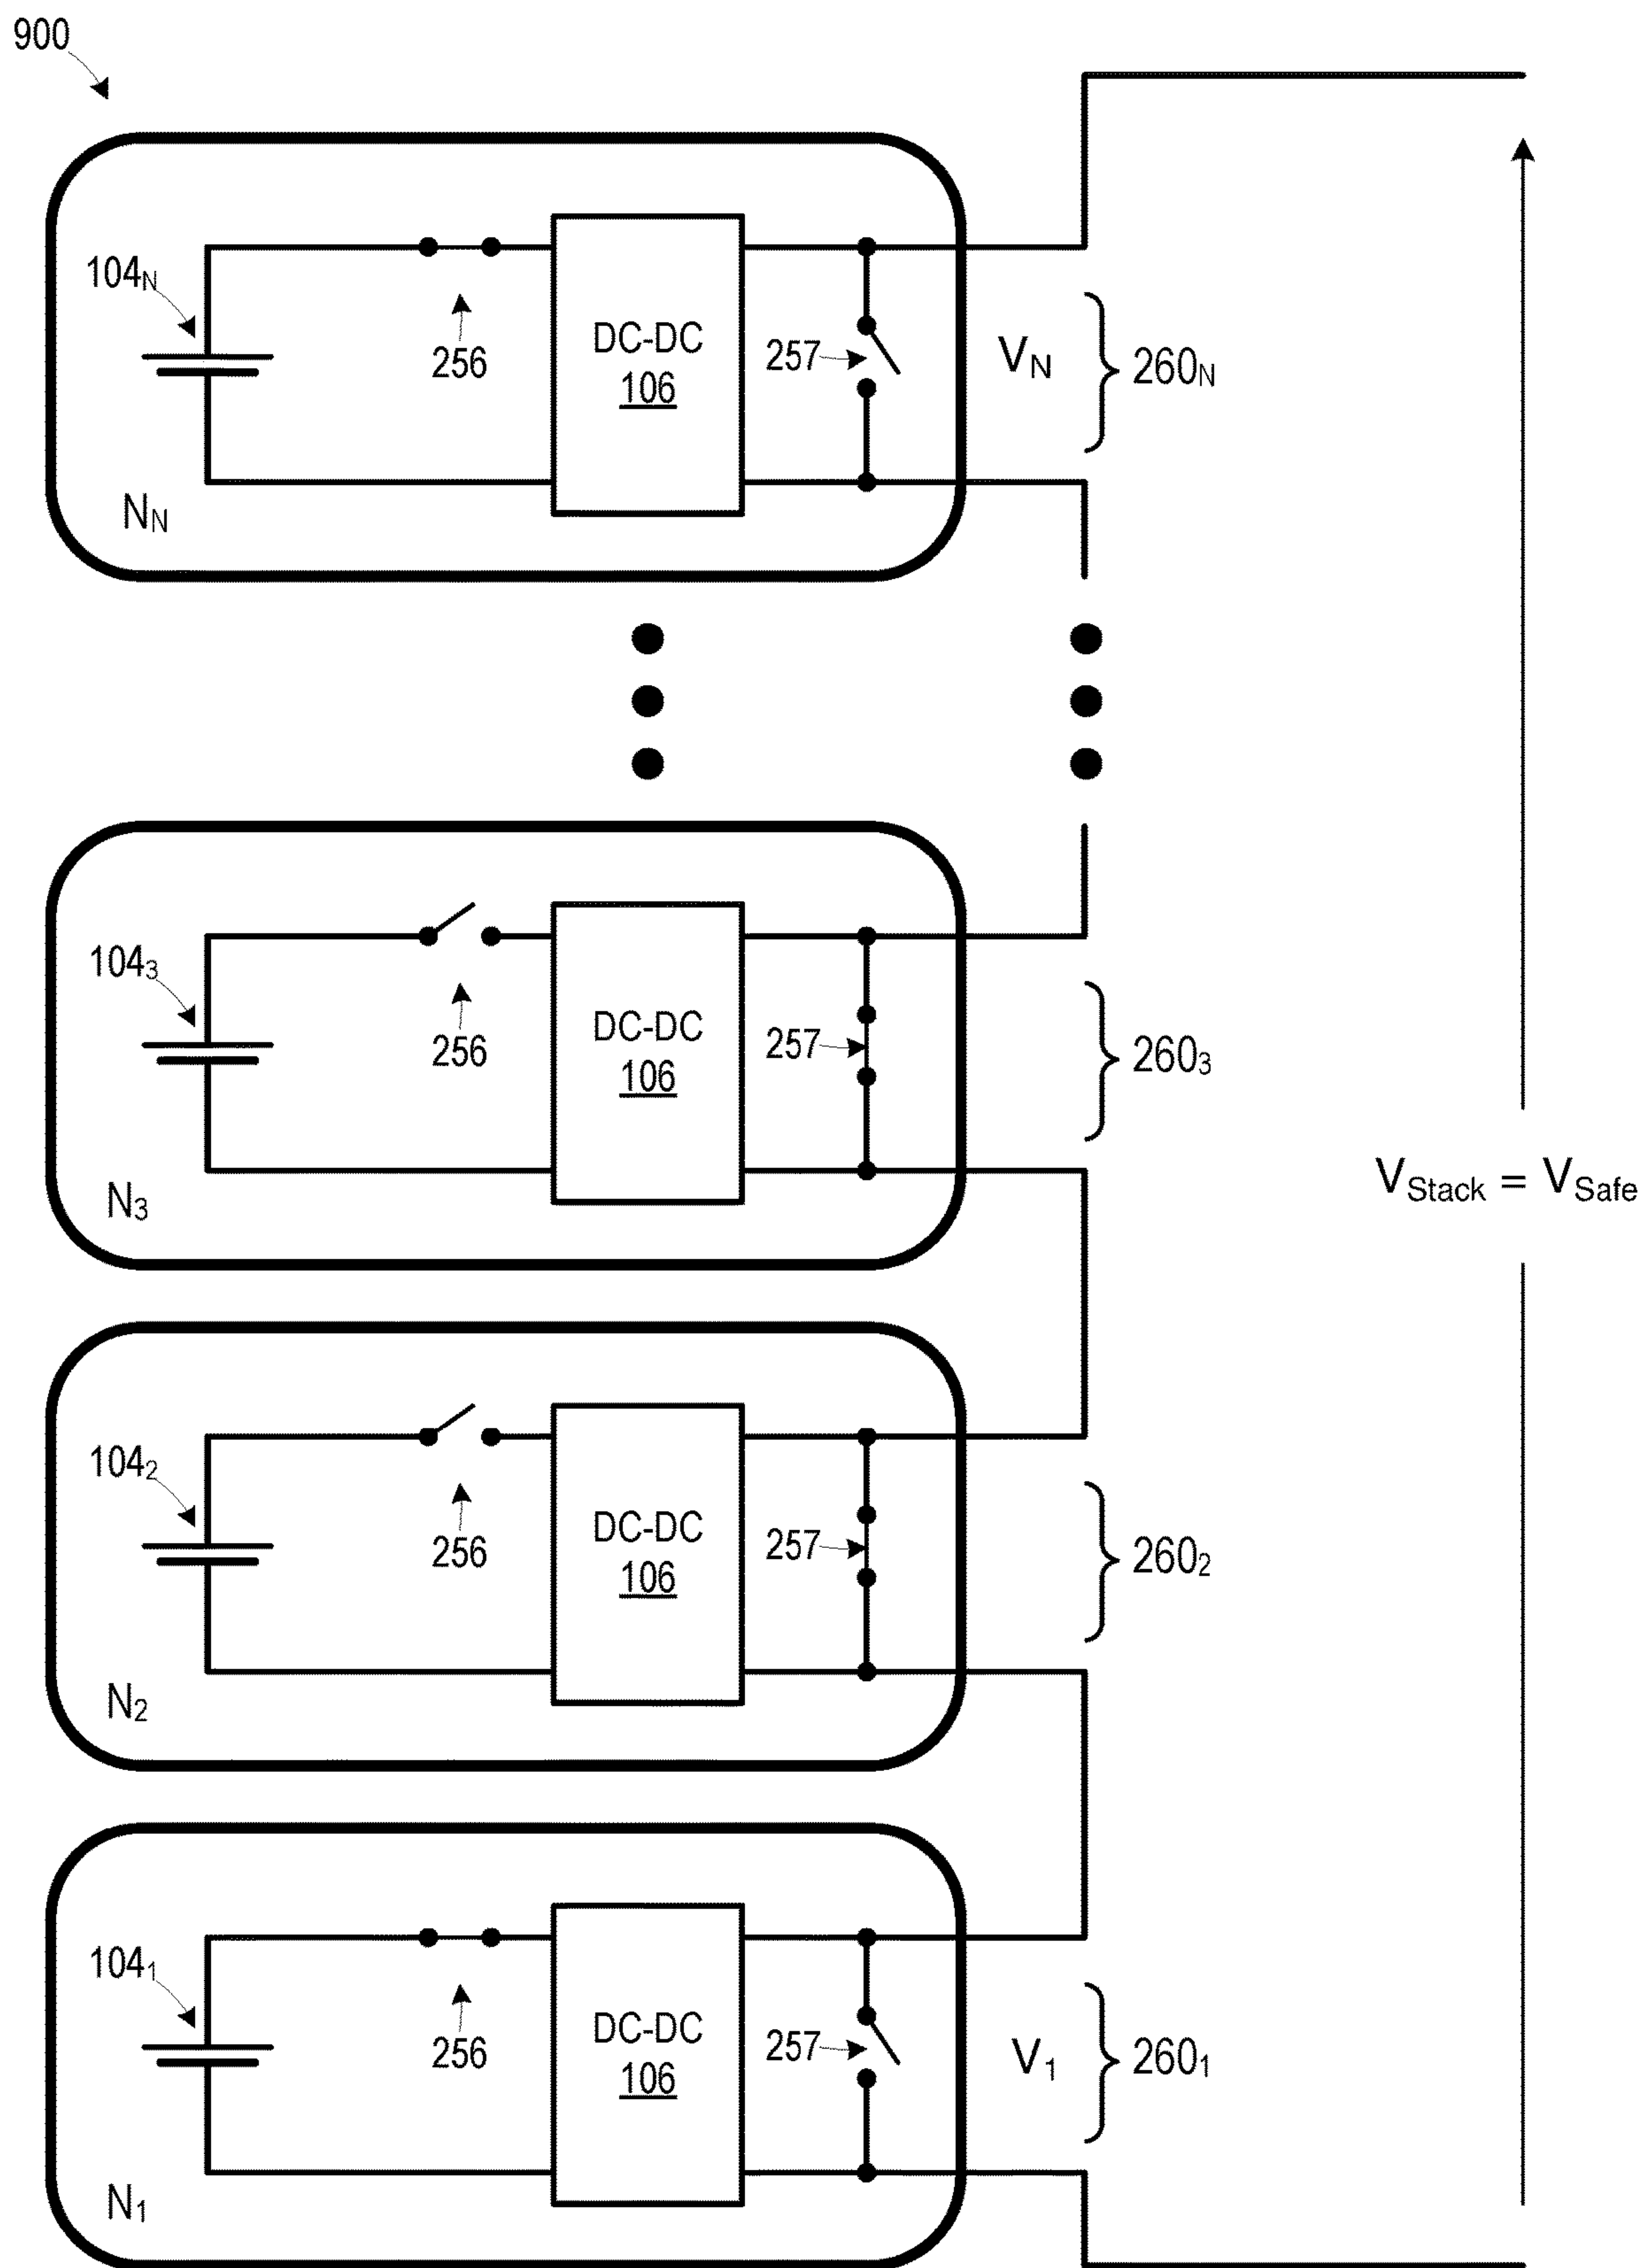 900
104N
256
DC-DC
106
257
VN
260N
NN
1043
256
DC-DC
106
257
2603
N3
VStack = VSafe
1042
256
DC-DC
106
257
2602
N2
1041
256
DC-DC
106
257
V1
2601
N1